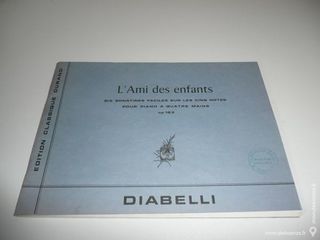 EDITION CLASSIQUE DURAND
L'Ami des enfants
SIX SONATINES FACILES SUR LES CINQ NOTES
POUR PIANO A QUATRE MAINS
DIABELLI